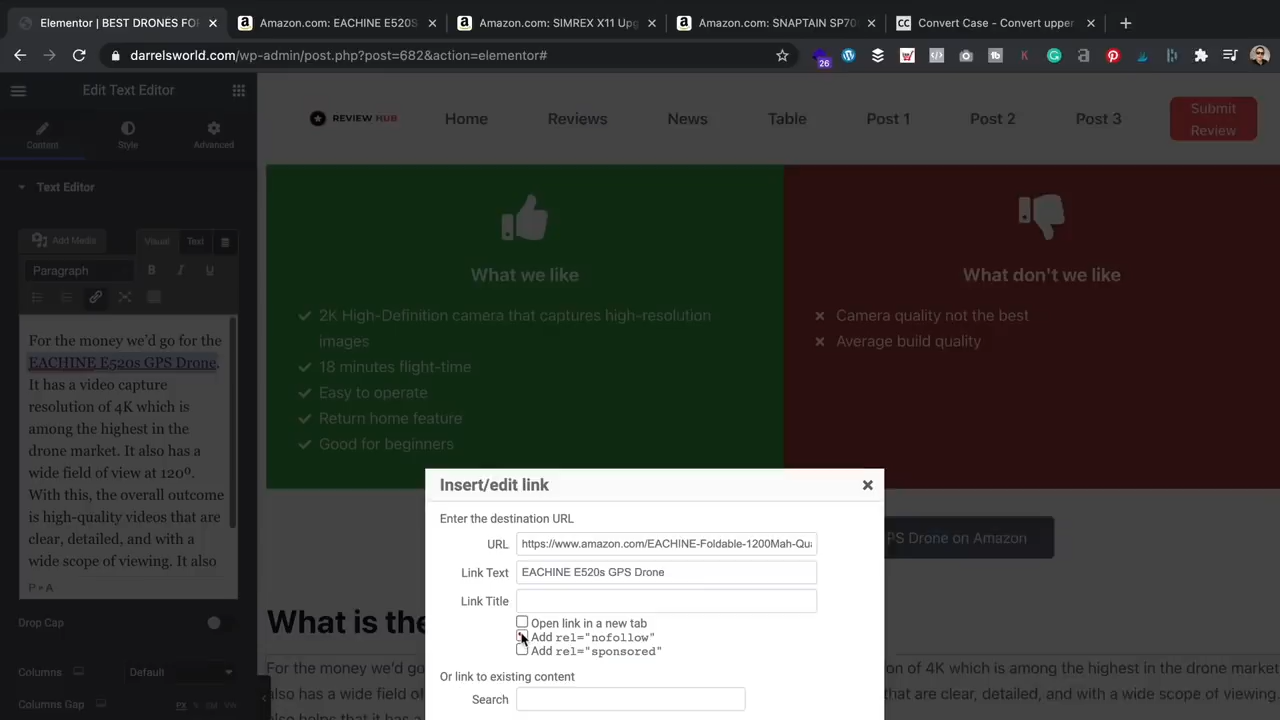 Elementor | BEST DRONES FOR
Amazon.com: EACHINE E520S
Amazon.com: SIMREX X11 Upg
Amazon.com: SNAPTAIN SP70
Convert Case - Convert upper
darrelsworld.com/wp-admin/post.php?post=682&action=elementor#
26
Edit Text Editor
Content
Style
Advanced
Text Editor
Add Media
Visual
Text
Paragraph
B
I
U
For the money we'd go for the
EACHINE E520s GPS Drone.
It has a video capture
resolution of 4K which is
among the highest in the
drone market. It also has a
wide field of view at 120º.
With this, the overall outcome
is high-quality videos that are
clear, detailed, and with a
wide scope of viewing. It also
P » A
Drop Cap
Columns
Default
Columns Gap
PX
%
EM
VW
REVIEW HUB
Home
Reviews
News
Table
Post 1
Post 2
Post 3
Submit
Review
What we like
2K High-Definition camera that captures high-resolution
images
18 minutes flight-time
Easy to operate
Return home feature
Good for beginners
What don't we like
Camera quality not the best
Average build quality
PS Drone on Amazon
What is the
For the money we'd go
n of 4K which is among the highest in the drone market
also has a wide field of
that are clear, detailed, and with a wide scope of viewing.
Insert/edit link
Enter the destination URL
URL
https://www.amazon.com/EACHINE-Foldable-1200Mah-Qua
Link Text
EACHINE E520s GPS Drone
Link Title
Open link in a new tab
Add rel="nofollow"
Add rel="sponsored"
Or link to existing content
Search